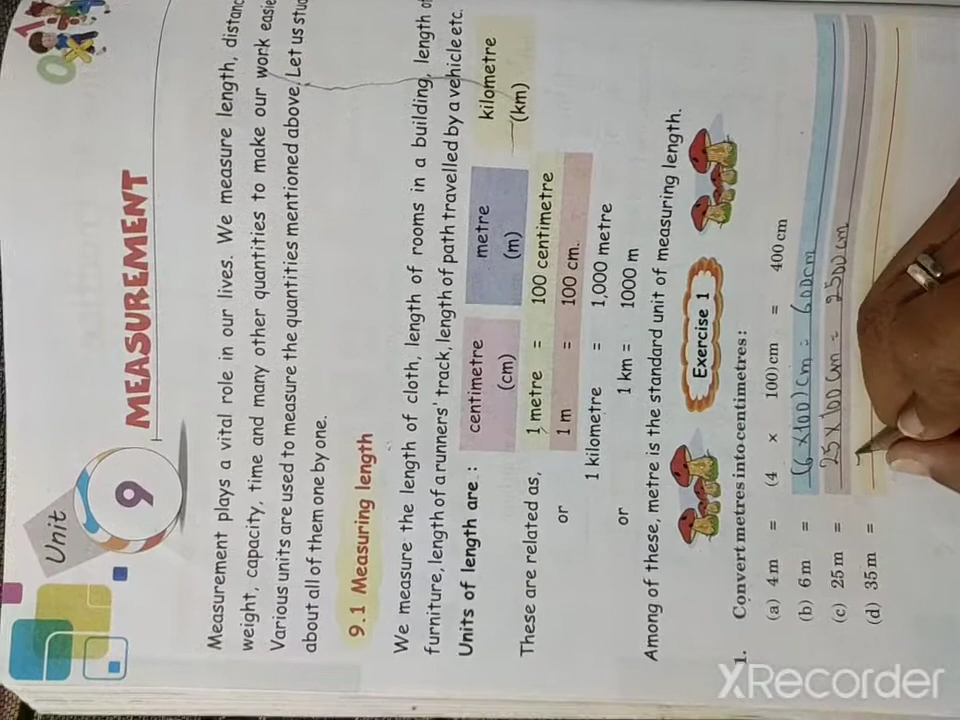 Unit
9
MEASUREMENT
Measurement plays a vital role in our lives. We measure length, distanc
weight, capacity, time and many other quantities to make our work easie
Various units are used to measure the quantities mentioned above. Let us stud
about all of them one by one.
9.1 Measuring length
We measure the length of cloth, length of rooms in a building, length of
furniture, length of a runners' track, length of path travelled by a vehicle etc.
Units of length are : centimetre (cm) metre (m) kilometre (km)
These are related as, 1 metre = 100 centimetre
or 1 m = 100 cm.
1 kilometre = 1,000 metre
or 1 km = 1000 m
Among of these, metre is the standard unit of measuring length.
Exercise 1
1. Convert metres into centimetres :
(a) 4 m = (4 x 100) cm = 400 cm
(b) 6 m = (6 x 100) cm = 600 cm
(c) 25 m = 25 x 100 cm = 2500 cm
(d) 35 m =
XRecorder